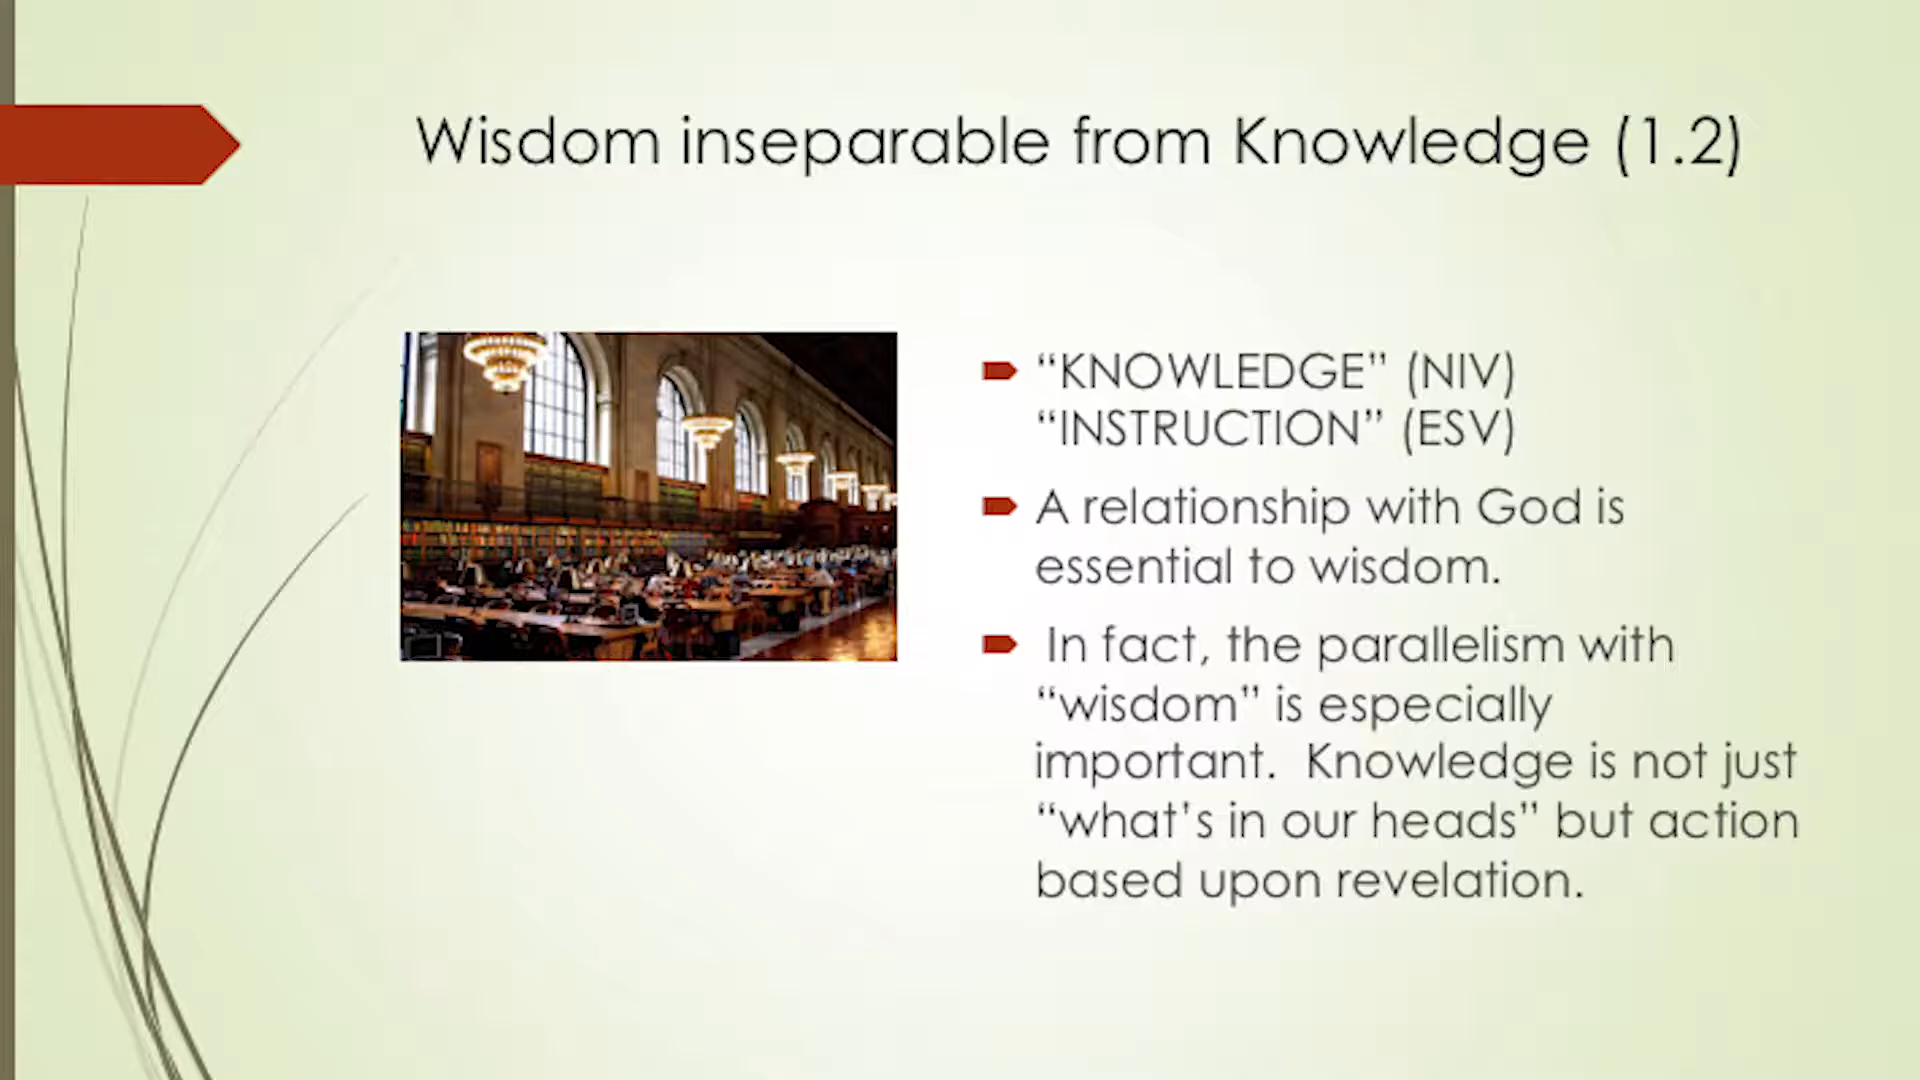 Wisdom inseparable from Knowledge (1.2)
“KNOWLEDGE” (NIV)
“INSTRUCTION” (ESV)
A relationship with God is
essential to wisdom.
In fact, the parallelism with
“wisdom” is especially
important.  Knowledge is not just
“what’s in our heads” but action
based upon revelation.